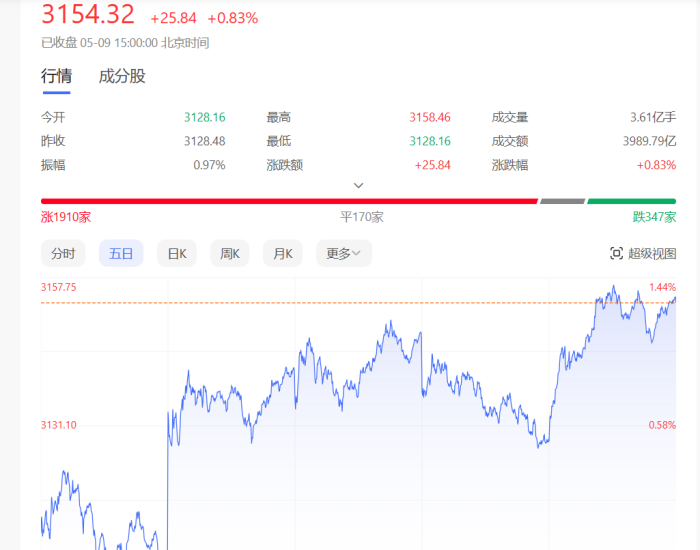 3154.32 +25.84 +0.83%
已收盘 05-09 15:00:00 北京时间
行情 成分股
今开 3128.16 最高 3158.46 成交量 3.61亿手
昨收 3128.48 最低 3128.16 成交额 3989.79亿
振幅 0.97% 涨跌额 +25.84 涨跌幅 +0.83%
涨1910家 平170家 跌347家
分时 五日 日K 周K 月K 更多 超级视图
3157.75 1.44%
3131.10 0.58%